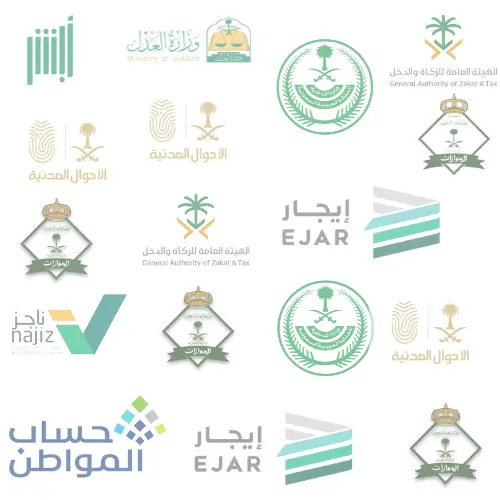 أبشر
وزارة العدل
Ministry of Justice
الهيئة العامة للزكاة والدخل
General Authority of Zakat & Tax
الأحوال المدنية
الأحوال المدنية
الجوازات
الجوازات
الهيئة العامة للزكاة والدخل
General Authority of Zakat & Tax
إيجار
EJAR
ناجز
najiz
الجوازات
الأحوال المدنية
حساب
المواطن
إيجار
EJAR
الجوازات